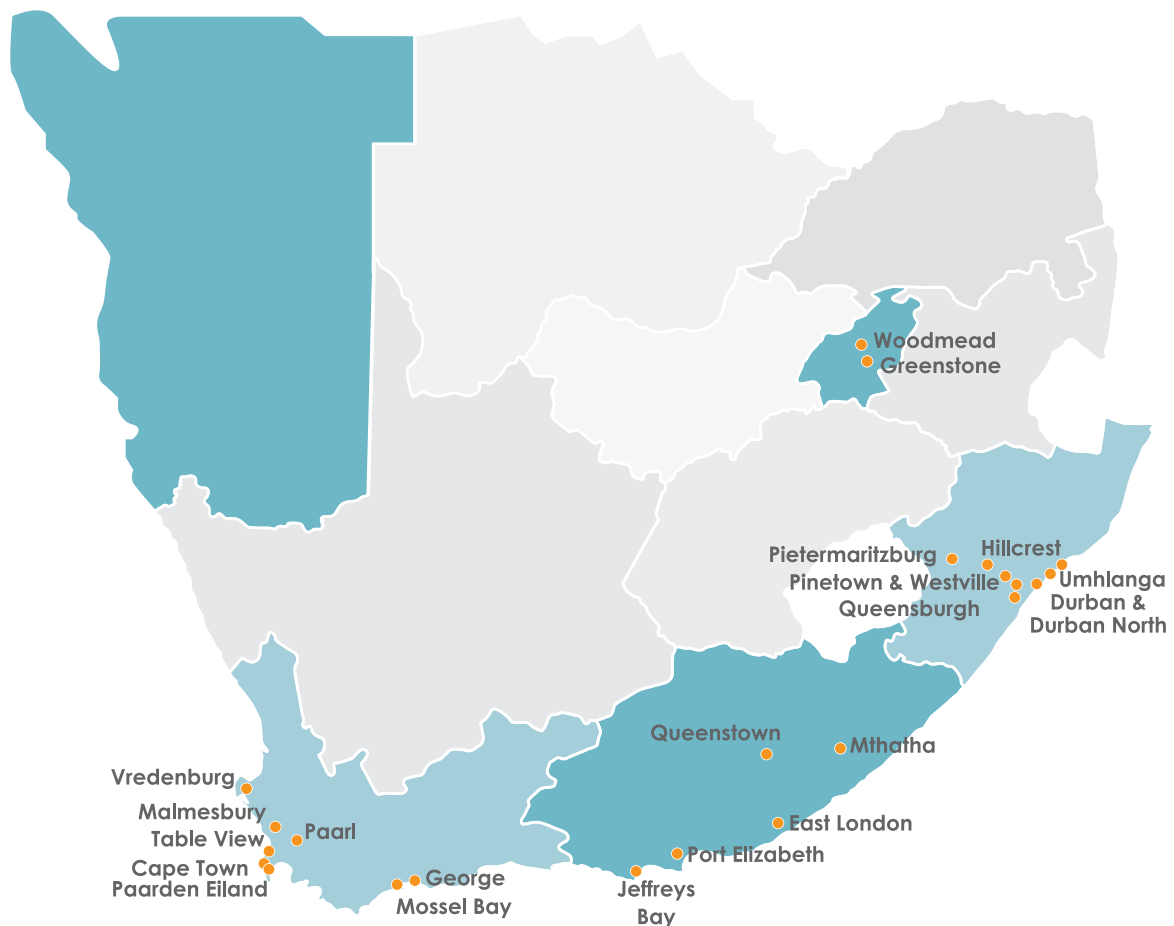 Woodmead
Greenstone
Pietermaritzburg
Hillcrest
Pinetown & Westville
Umhlanga
Queensburgh
Durban &
Durban North
Queenstown
Mthatha
Vredenburg
Malmesbury
Paarl
Table View
East London
Cape Town
Port Elizabeth
Paarden Eiland
George
Mossel Bay
Jeffreys
Bay